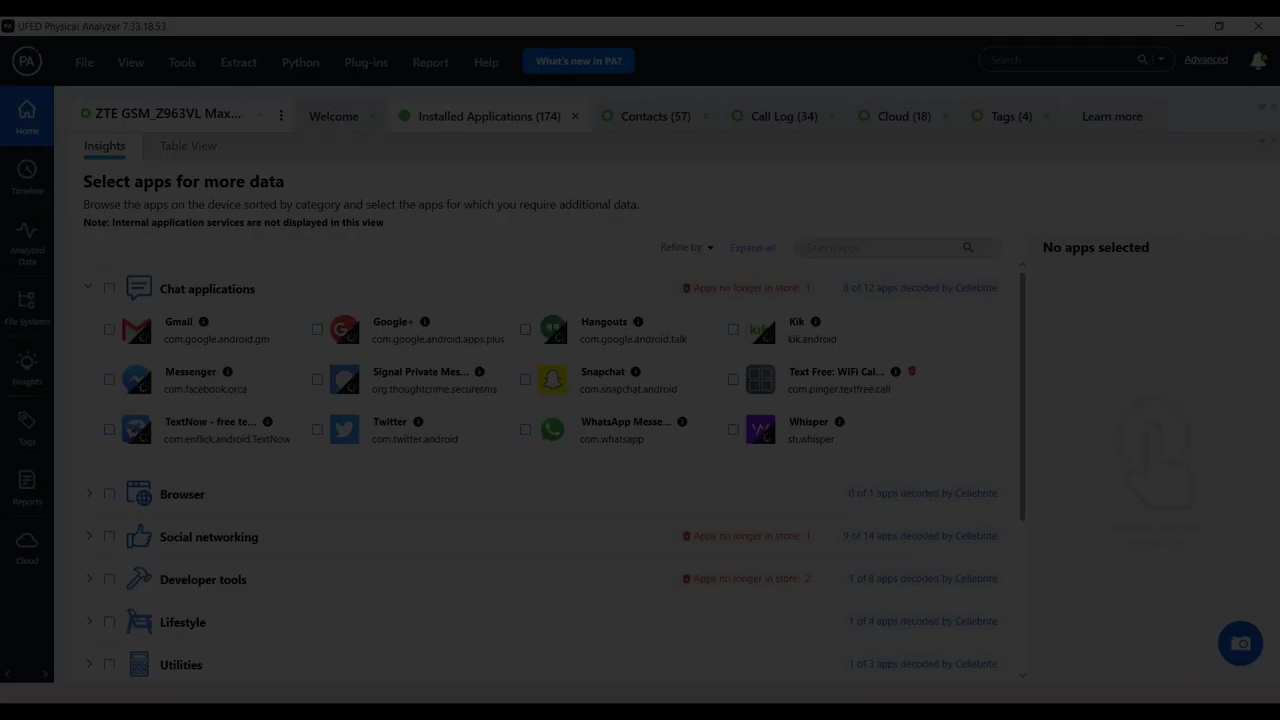 PA UFED Physical Analyzer 7.33.18.53
PA File View Tools Extract Python Plug-ins Report Help What's new in PA? Search Advanced
Home
Timeline
Analyzed Data
File Systems
Insights
Tags
Reports
Cloud
ZTE GSM_Z963VL Max... Welcome Installed Applications (174) Contacts (57) Call Log (34) Cloud (18) Tags (4) Learn more
Insights Table View
Select apps for more data
Browse the apps on the device sorted by category and select the apps for which you require additional data.
Note: Internal application services are not displayed in this view
Refine by: Expand all Search apps No apps selected
Chat applications Apps no longer in store: 1 8 of 12 apps decoded by Cellebrite
Gmail Google+ Hangouts Kik
com.google.android.gm com.google.android.apps.plus com.google.android.talk kik.android
Messenger Signal Private Mes... Snapchat Text Free: WiFi Cal...
com.facebook.orca org.thoughtcrime.securesms com.snapchat.android com.pinger.textfree.call
TextNow - free te... Twitter WhatsApp Messe... Whisper
com.enflick.android.TextNow com.twitter.android com.whatsapp sh.whisper
Browser 0 of 1 apps decoded by Cellebrite
Social networking Apps no longer in store: 1 9 of 14 apps decoded by Cellebrite
Developer tools Apps no longer in store: 2 1 of 8 apps decoded by Cellebrite
Lifestyle 1 of 4 apps decoded by Cellebrite
Utilities 1 of 3 apps decoded by Cellebrite